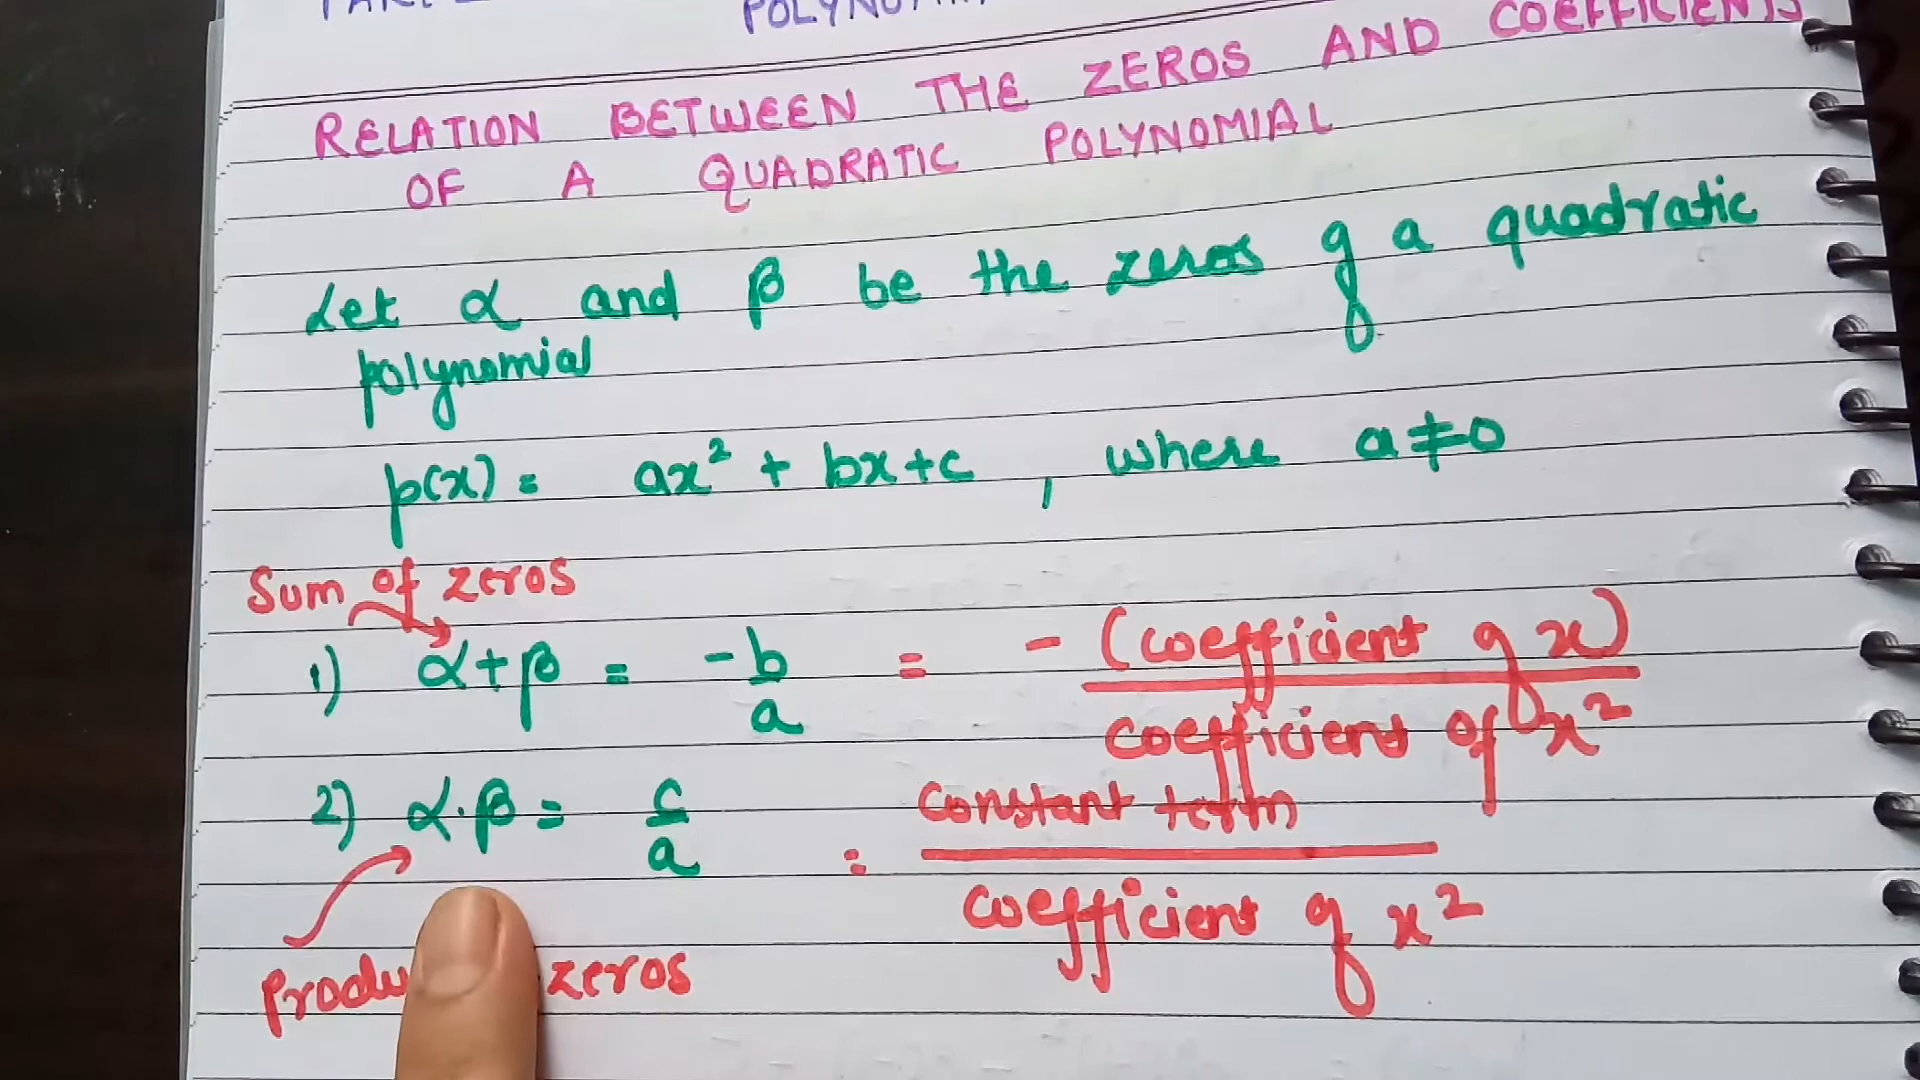 RELATION BETWEEN THE ZEROS AND COEFFICIENTS
OF A QUADRATIC POLYNOMIAL
Let α and β be the zeros of a quadratic
polynomial
p(x) = ax² + bx + c , where a ≠ 0
Sum of zeros
1) α + β = -b/a = - (coefficient of x)/coefficient of x²
2) α·β = c/a = constant term/coefficient of x²
zeros